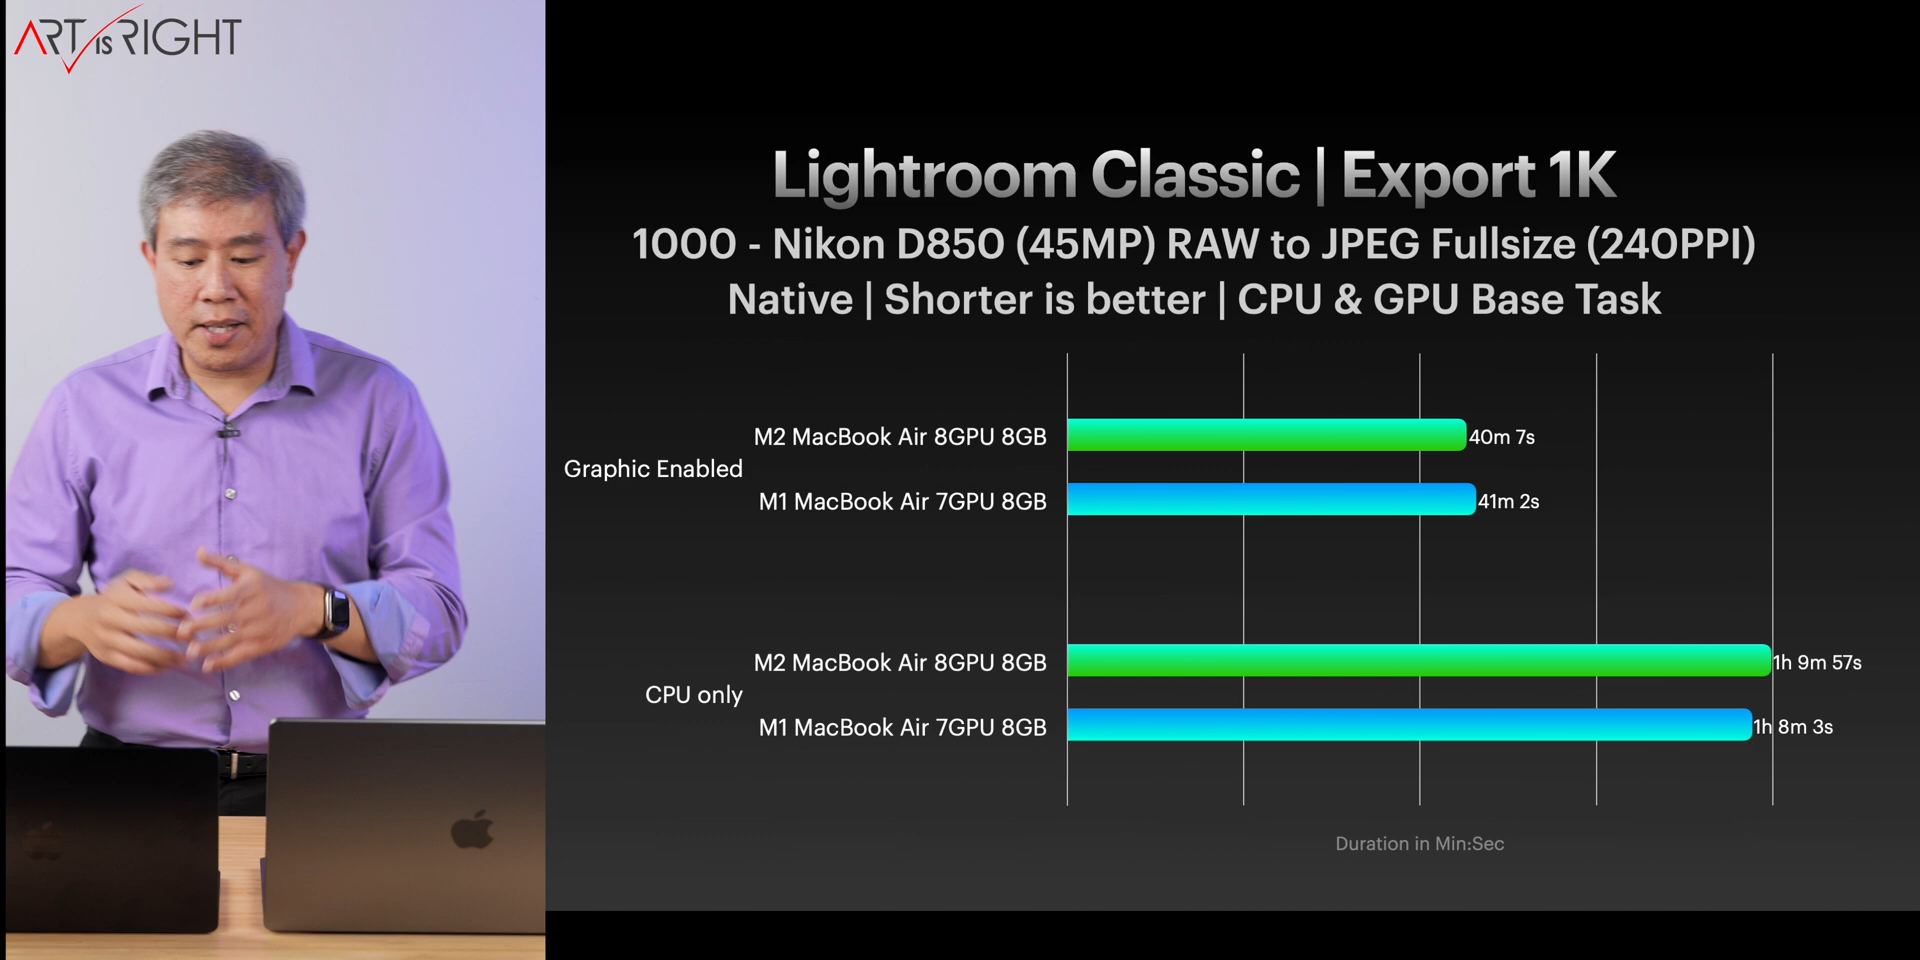 ART is RIGHT
Lightroom Classic | Export 1K
1000 - Nikon D850 (45MP) RAW to JPEG Fullsize (240PPI)
Native | Shorter is better | CPU & GPU Base Task
Graphic Enabled
M2 MacBook Air 8GPU 8GB
40m 7s
M1 MacBook Air 7GPU 8GB
41m 2s
CPU only
M2 MacBook Air 8GPU 8GB
1h 9m 57s
M1 MacBook Air 7GPU 8GB
1h 8m 3s
Duration in Min:Sec